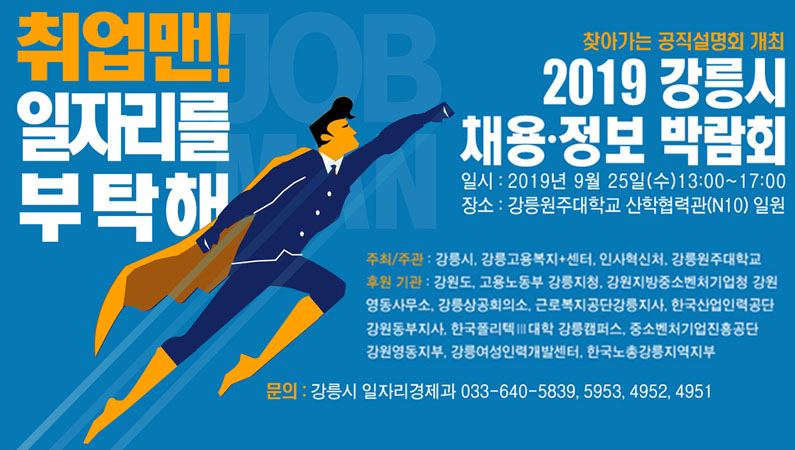 취업맨!
일자리를
부탁해
JOB
MAN
찾아가는 공직설명회 개최
2019 강릉시
채용·정보 박람회
일시 : 2019년 9월 25일(수)13:00~17:00
장소 : 강릉원주대학교 산학협력관(N10) 일원
주최/주관 : 강릉시, 강릉고용복지+센터, 인사혁신처, 강릉원주대학교
후원 기관 : 강원도, 고용노동부 강릉지청, 강원지방중소벤처기업청 강원
영동사무소, 강릉상공회의소, 근로복지공단강릉지사, 한국산업인력공단
강원동부지사, 한국폴리텍Ⅲ대학 강릉캠퍼스, 중소벤처기업진흥공단
강원영동지부, 강릉여성인력개발센터, 한국노총강릉지역지부
문의 : 강릉시 일자리경제과 033-640-5839, 5953, 4952, 4951